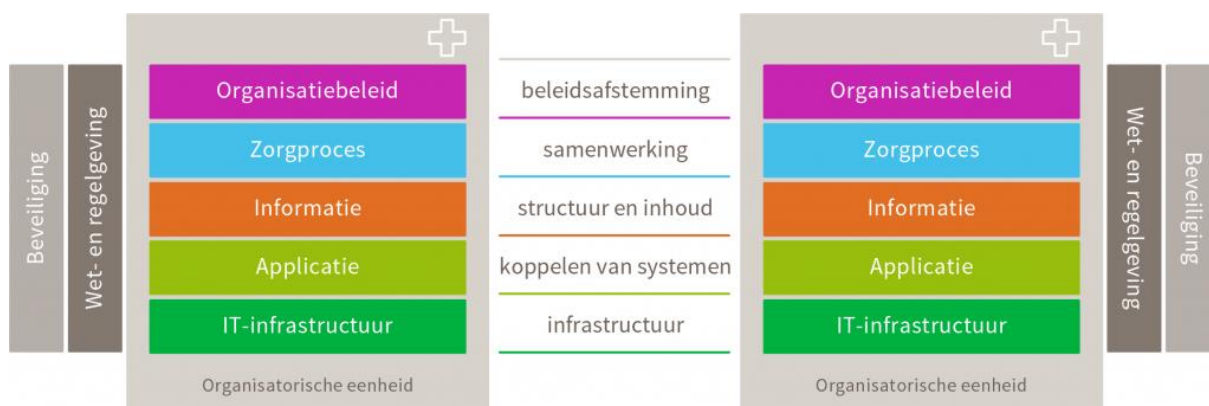 Beveiliging
Wet- en regelgeving
Organisatiebeleid
Zorgproces
Informatie
Applicatie
IT-infrastructuur
Organisatorische eenheid
beleidsafstemming
samenwerking
structuur en inhoud
koppelen van systemen
infrastructuur
Organisatiebeleid
Zorgproces
Informatie
Applicatie
IT-infrastructuur
Organisatorische eenheid
Wet- en regelgeving
Beveiliging